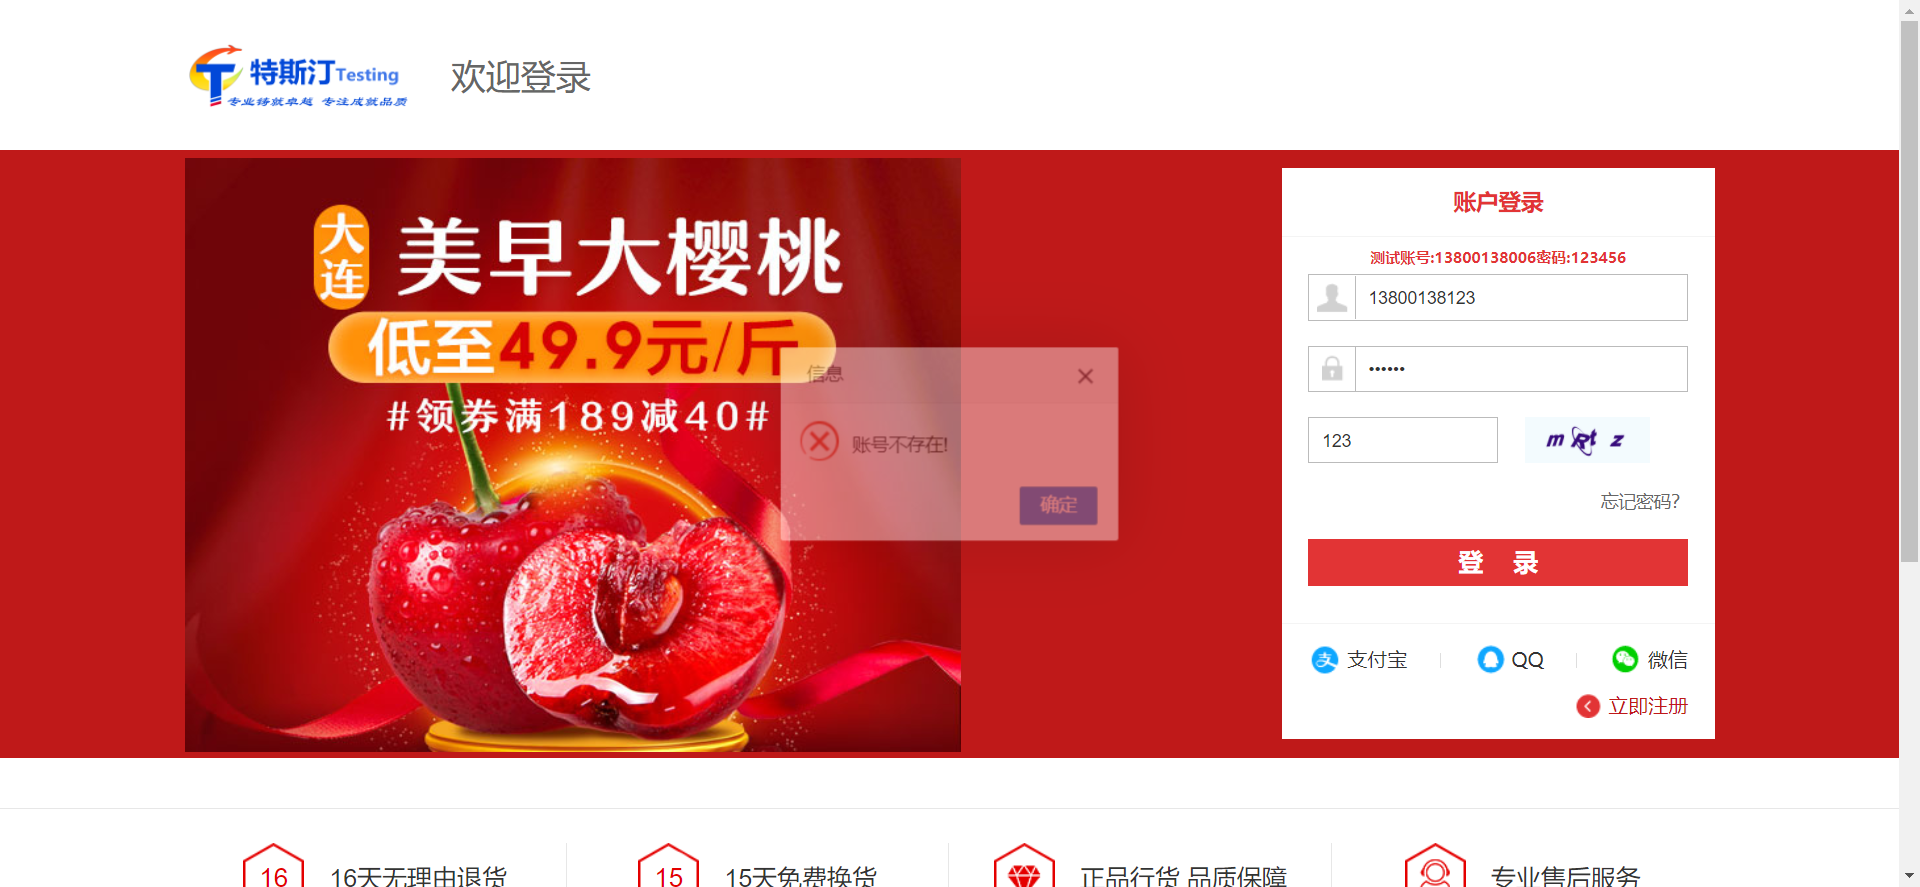 特斯汀Testing
专业铸就卓越 专注成就品质
欢迎登录
大连
美早大樱桃
低至49.9元/斤
#领券满189减40#
信息
账号不存在!
确定
账户登录
测试账号:13800138006密码:123456
13800138123
••••••
123
mRtz
忘记密码?
登 录
支付宝
QQ
微信
立即注册
16
16天无理由退货
15
15天免费换货
正品行货 品质保障
专业售后服务